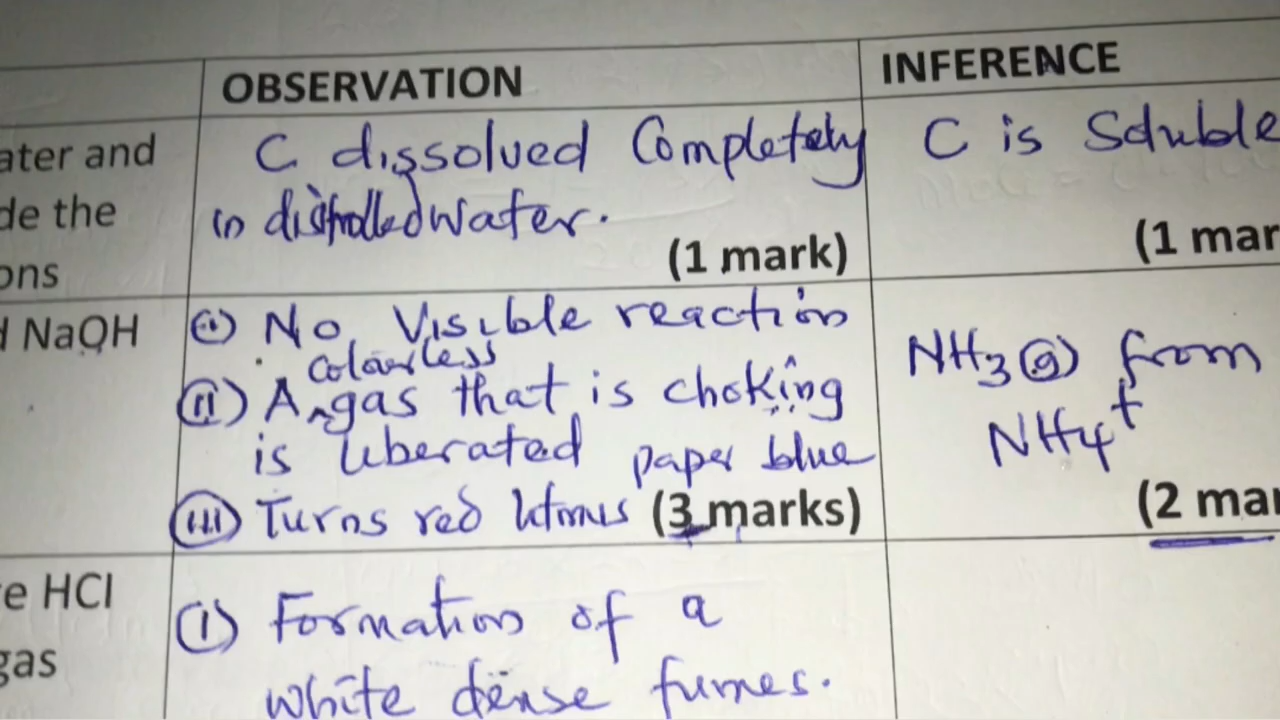 OBSERVATION
INFERENCE
ater and
de the
ons
C dissolved Completely
in distilled water.
(1 mark)
C is Soluble
(1 mar
d NaOH
(i) No Visible reaction
colourless
(ii) A gas that is choking
is liberated paper blue
(iii) Turns red litmus (3 marks)
NH3(g) from
NH4+
(2 mar
e HCl
gas
(i) Formation of a
white dense fumes.